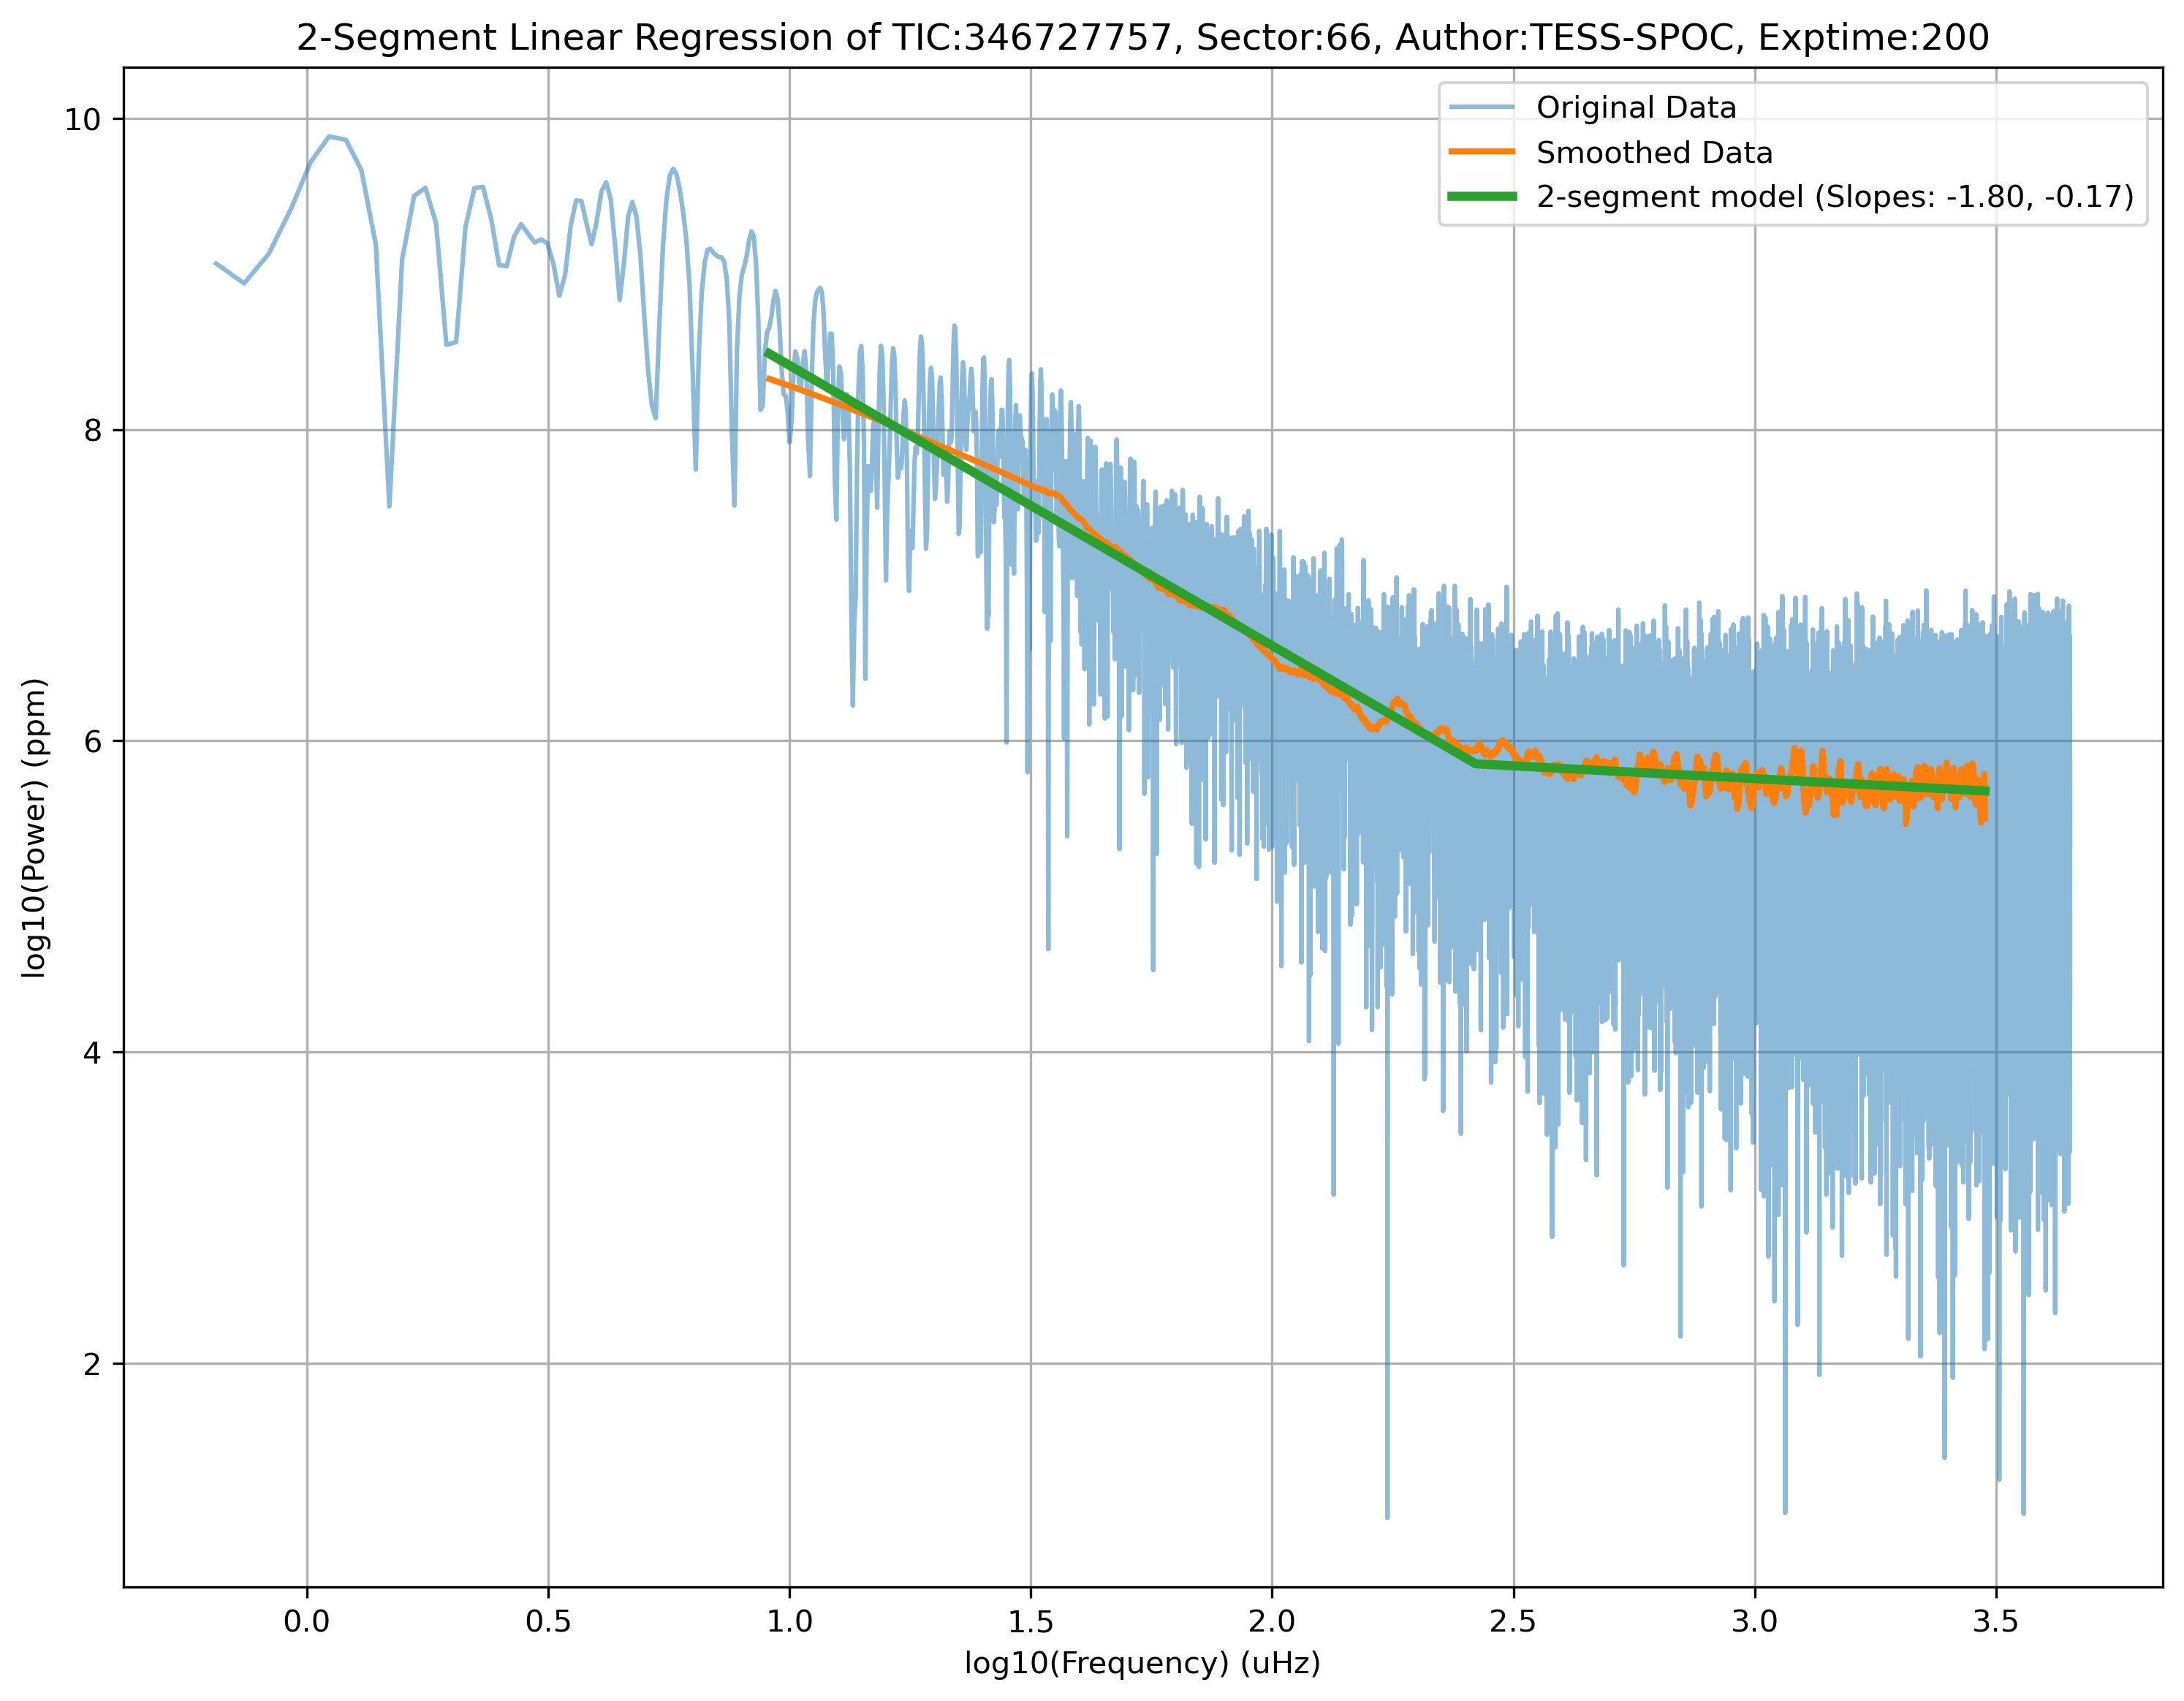 2-Segment Linear Regression of TIC:346727757, Sector:66, Author:TESS-SPOC, Exptime:200
Original Data
Smoothed Data
2-segment model (Slopes: -1.80, -0.17)
log10(Power) (ppm)
10
8
6
4
2
0.0 0.5 1.0 1.5 2.0 2.5 3.0 3.5
log10(Frequency) (uHz)